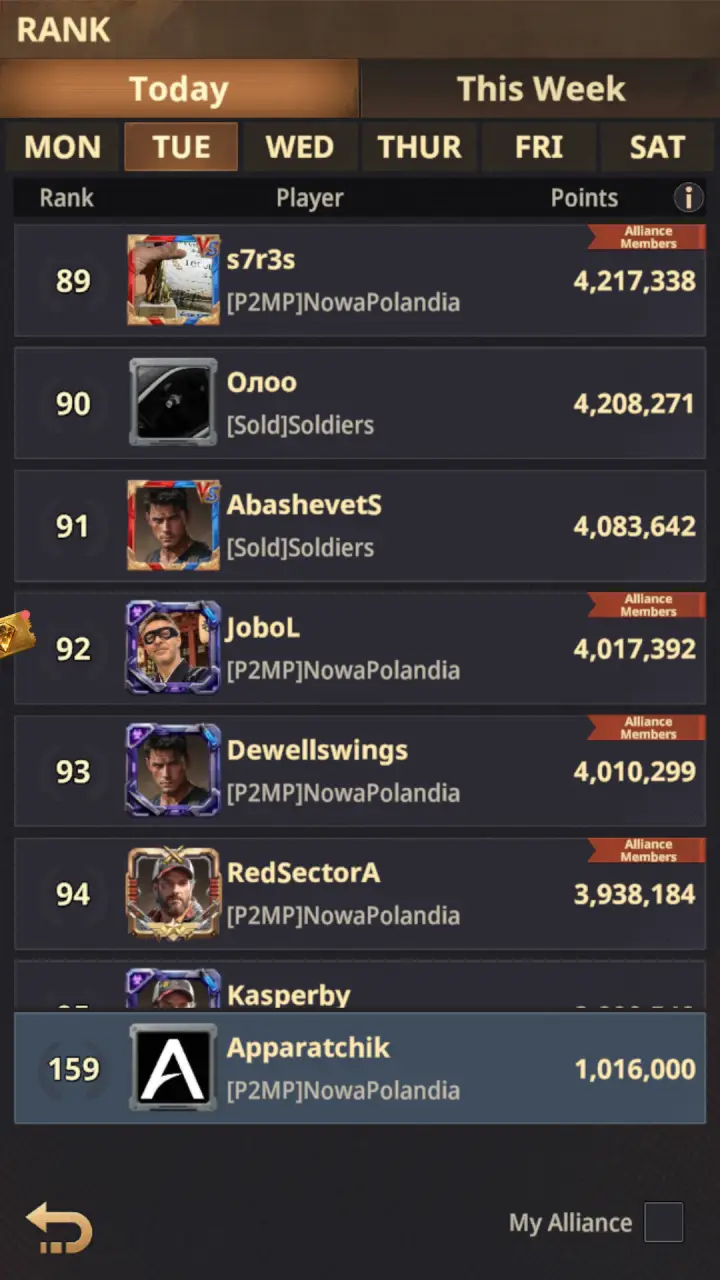 RANK
Today
This Week
MON
TUE
WED
THUR
FRI
SAT
Rank
Player
Points
Alliance
Members
89
s7r3s
[P2MP]NowaPolandia
4,217,338
90
Олоо
[Sold]Soldiers
4,208,271
91
AbashevetS
[Sold]Soldiers
4,083,642
Alliance
Members
92
JoboL
[P2MP]NowaPolandia
4,017,392
Alliance
Members
93
Dewellswings
[P2MP]NowaPolandia
4,010,299
Alliance
Members
94
RedSectorA
[P2MP]NowaPolandia
3,938,184
Kasperby
159
Apparatchik
[P2MP]NowaPolandia
1,016,000
My Alliance